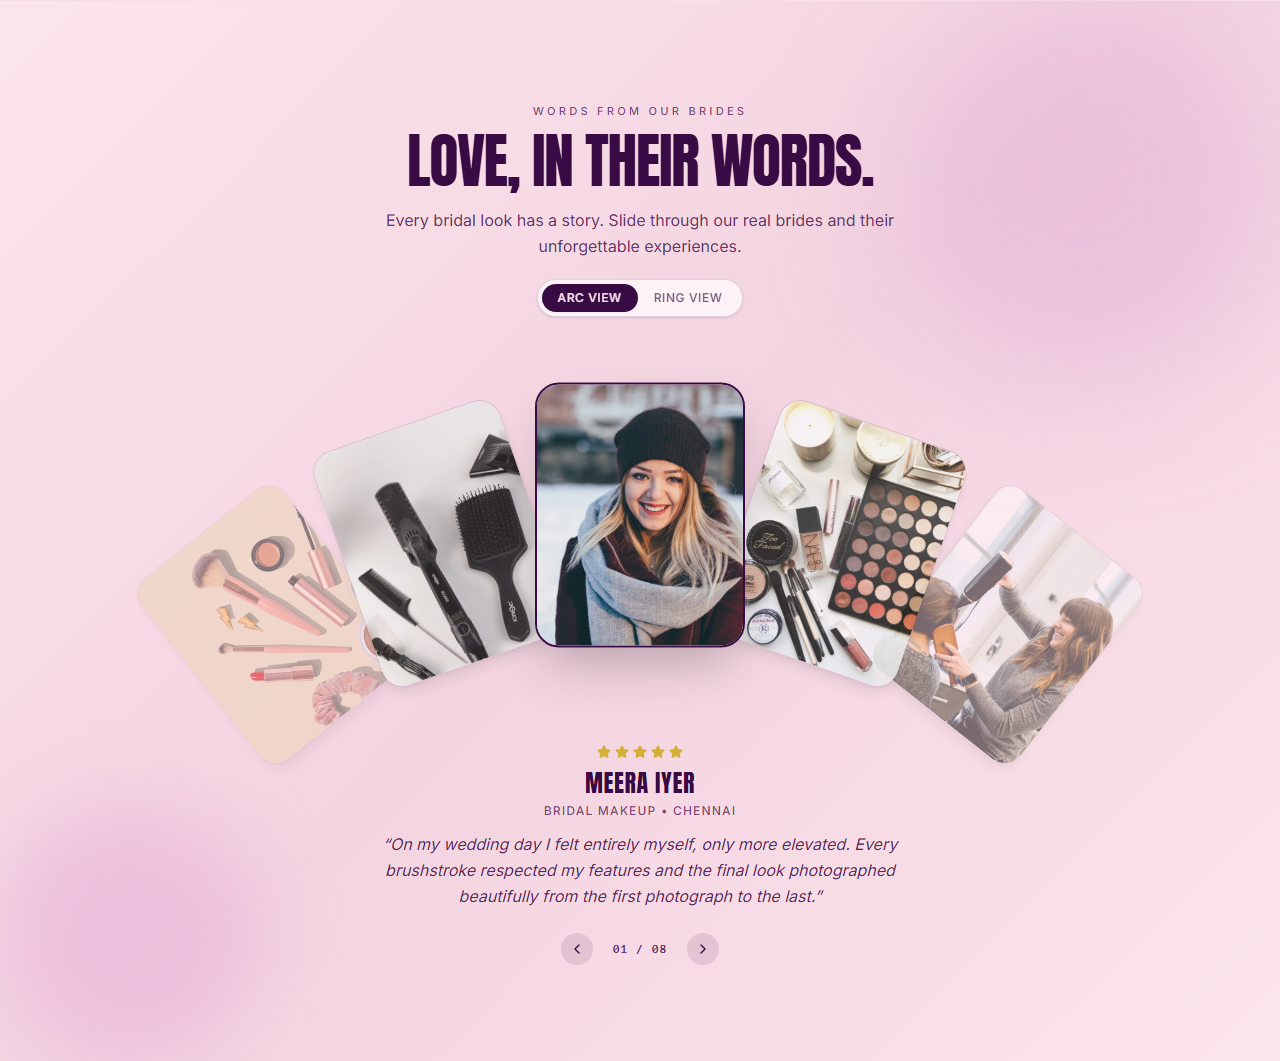 WORDS FROM OUR BRIDES
LOVE, IN THEIR WORDS.
Every bridal look has a story. Slide through our real brides and their
unforgettable experiences.
ARC VIEW
RING VIEW
Too
Faced
NARS
MEERA IYER
BRIDAL MAKEUP • CHENNAI
“On my wedding day I felt entirely myself, only more elevated. Every
brushstroke respected my features and the final look photographed
beautifully from the first photograph to the last.”
01 / 08